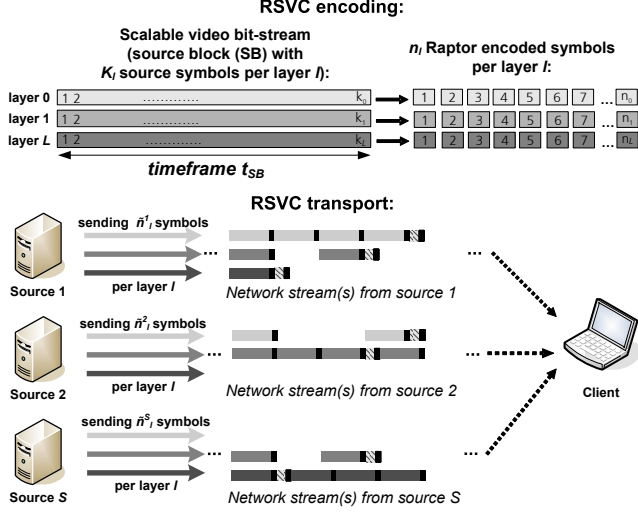 RSVC encoding:
Scalable video bit-stream
(source block (SB) with
K_l source symbols per layer l):
n_l Raptor encoded symbols
per layer l:
layer 0 1 2 ............. k_0 1 2 3 4 5 6 7 ... n_0
layer 1 1 2 ............. k_1 1 2 3 4 5 6 7 ... n_1
layer L 1 2 ............. k_L 1 2 3 4 5 6 7 ... n_L
timeframe t_SB
RSVC transport:
sending ñ^1_l symbols
...
per layer l
Source 1
Network stream(s) from source 1
...
sending ñ^2_l symbols
...
per layer l
Source 2
Network stream(s) from source 2
...
Client
sending ñ^S_l symbols
...
per layer l
Source S
Network stream(s) from source S
...